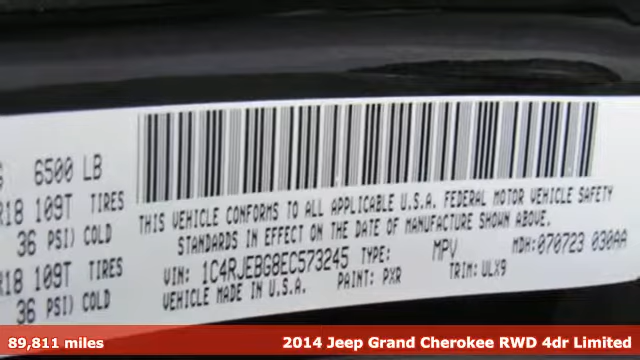 6500 LB
R18 109T TIRES
36 PSI) COLD
R18 109T TIRES
36 PSI) COLD
THIS VEHICLE CONFORMS TO ALL APPLICABLE U.S.A. FEDERAL MOTOR VEHICLE SAFETY
STANDARDS IN EFFECT ON THE DATE OF MANUFACTURE SHOWN ABOVE.
VIN: 1C4RJEBG8EC573245 TYPE: MPV MDH:070723 030AA
VEHICLE MADE IN U.S.A. PAINT: PXR TRIM:ULX9
89,811 miles
2014 Jeep Grand Cherokee RWD 4dr Limited